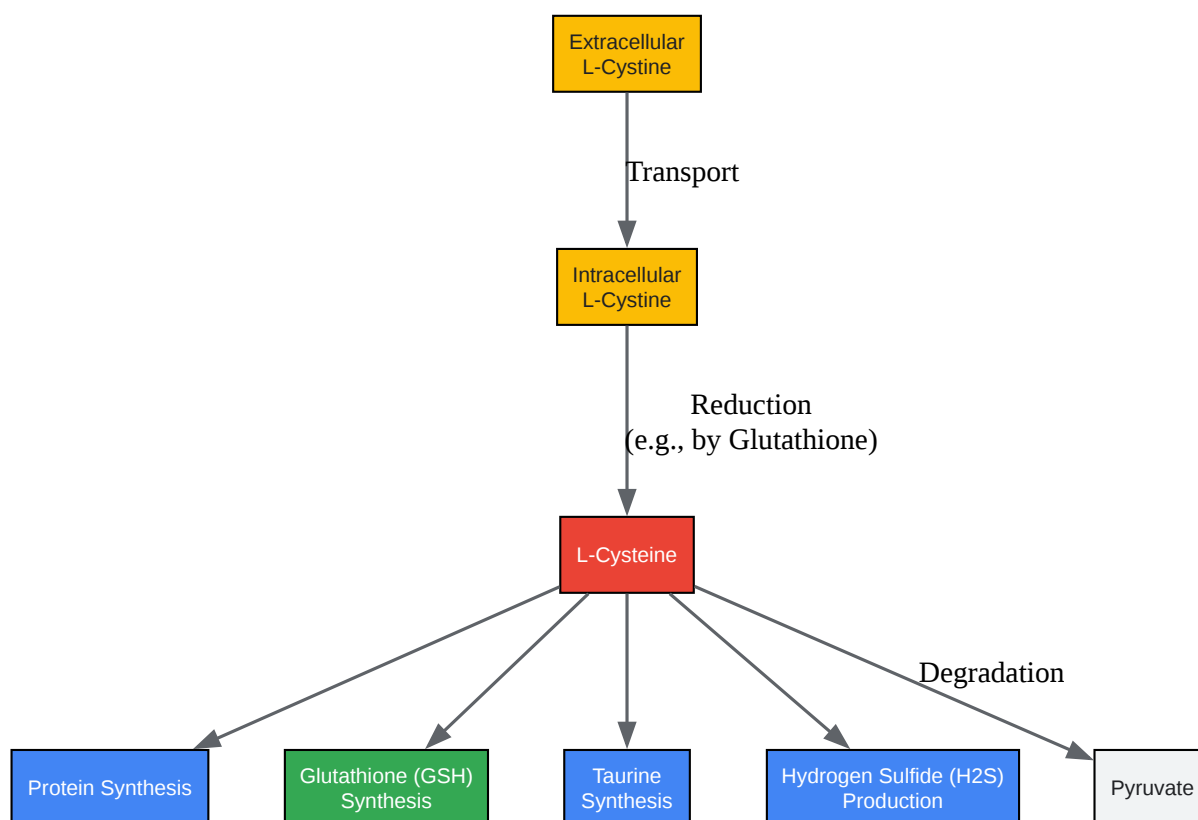 Extracellular
L-Cystine
Transport
Intracellular
L-Cystine
Reduction
(e.g., by Glutathione)
L-Cysteine
Degradation
Protein Synthesis
Glutathione (GSH)
Synthesis
Taurine
Synthesis
Hydrogen Sulfide (H2S)
Production
Pyruvate